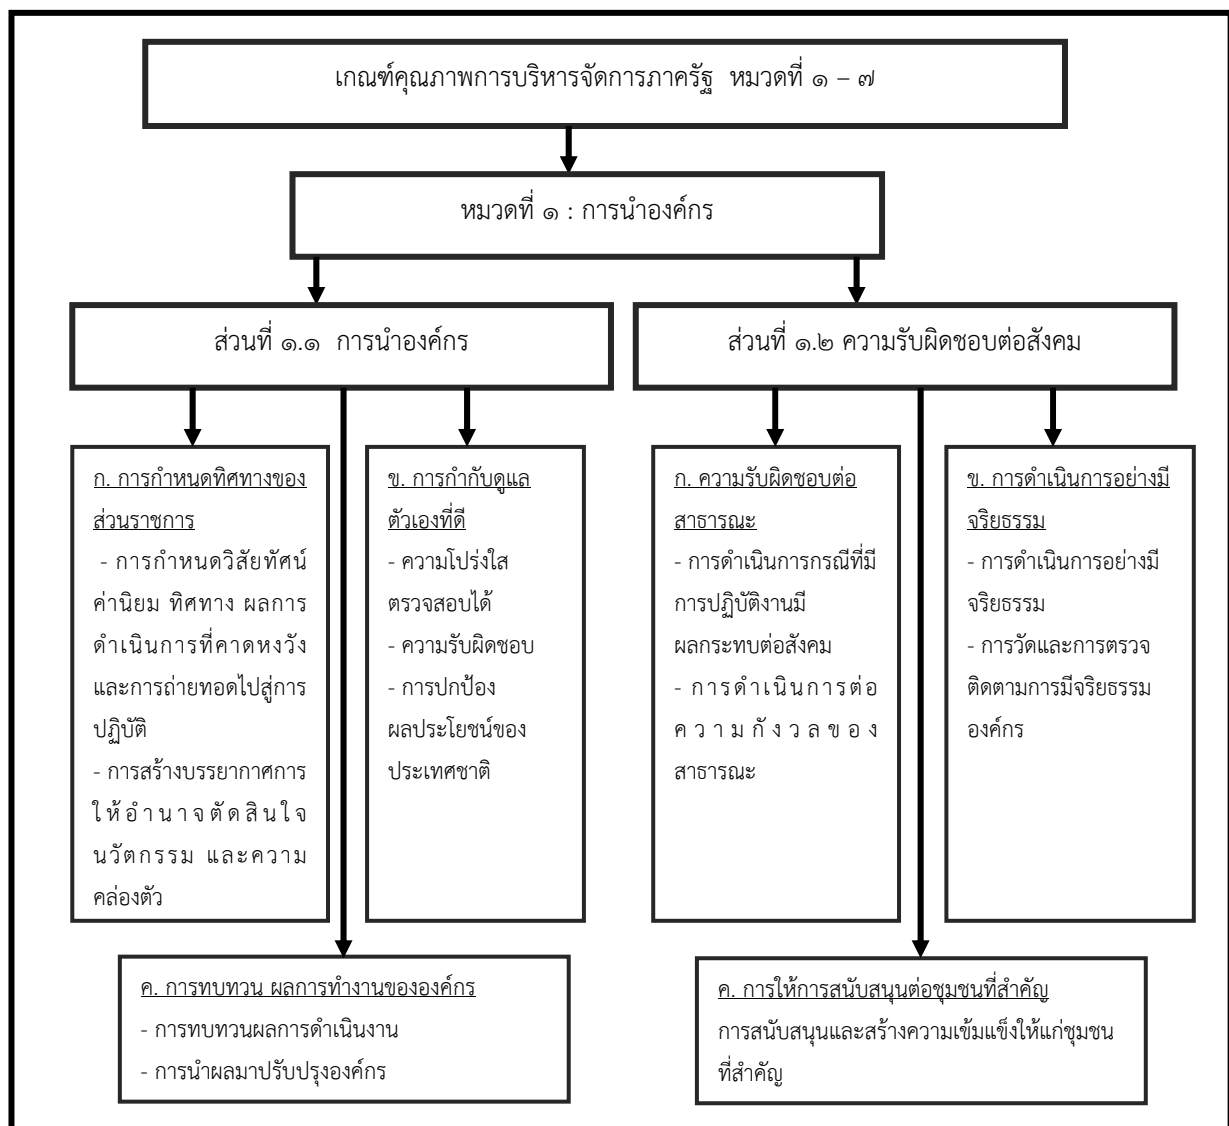 เกณฑ์คุณภาพการบริหารจัดการภาครัฐ หมวดที่ ๑ – ๗
หมวดที่ ๑ : การนำองค์กร
ส่วนที่ ๑.๑ การนำองค์กร
ส่วนที่ ๑.๒ ความรับผิดชอบต่อสังคม
ก. การกำหนดทิศทางของ
ส่วนราชการ
- การกำหนดวิสัยทัศน์
ค่านิยม ทิศทาง ผลการ
ดำเนินการที่คาดหงวัง
และการถ่ายทอดไปสู่การ
ปฏิบัติ
- การสร้างบรรยากาศการ
ให้อำนาจตัดสินใจ
นวัตกรรม และความ
คล่องตัว
ข. การกำกับดูแล
ตัวเองที่ดี
- ความโปร่งใส
ตรวจสอบได้
- ความรับผิดชอบ
- การปกป้อง
ผลประโยชน์ของ
ประเทศชาติ
ก. ความรับผิดชอบต่อ
สาธารณะ
- การดำเนินการกรณีที่มี
การปฏิบัติงานมี
ผลกระทบต่อสังคม
- การดำเนินการต่อ
ความกังวลของ
สาธารณะ
ข. การดำเนินการอย่างมี
จริยธรรม
- การดำเนินการอย่างมี
จริยธรรม
- การวัดและการตรวจ
ติดตามการมีจริยธรรม
องค์กร
ค. การทบทวน ผลการทำงานขององค์กร
- การทบทวนผลการดำเนินงาน
- การนำผลมาปรับปรุงองค์กร
ค. การให้การสนับสนุนต่อชุมชนที่สำคัญ
การสนับสนุนและสร้างความเข้มแข็งให้แก่ชุมชน
ที่สำคัญ